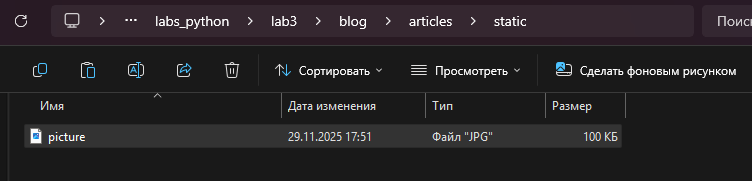 labs_python > lab3 > blog > articles > static
Поис
Сортировать Просмотреть Сделать фоновым рисунком
Имя Дата изменения Тип Размер
picture 29.11.2025 17:51 Файл "JPG" 100 КБ